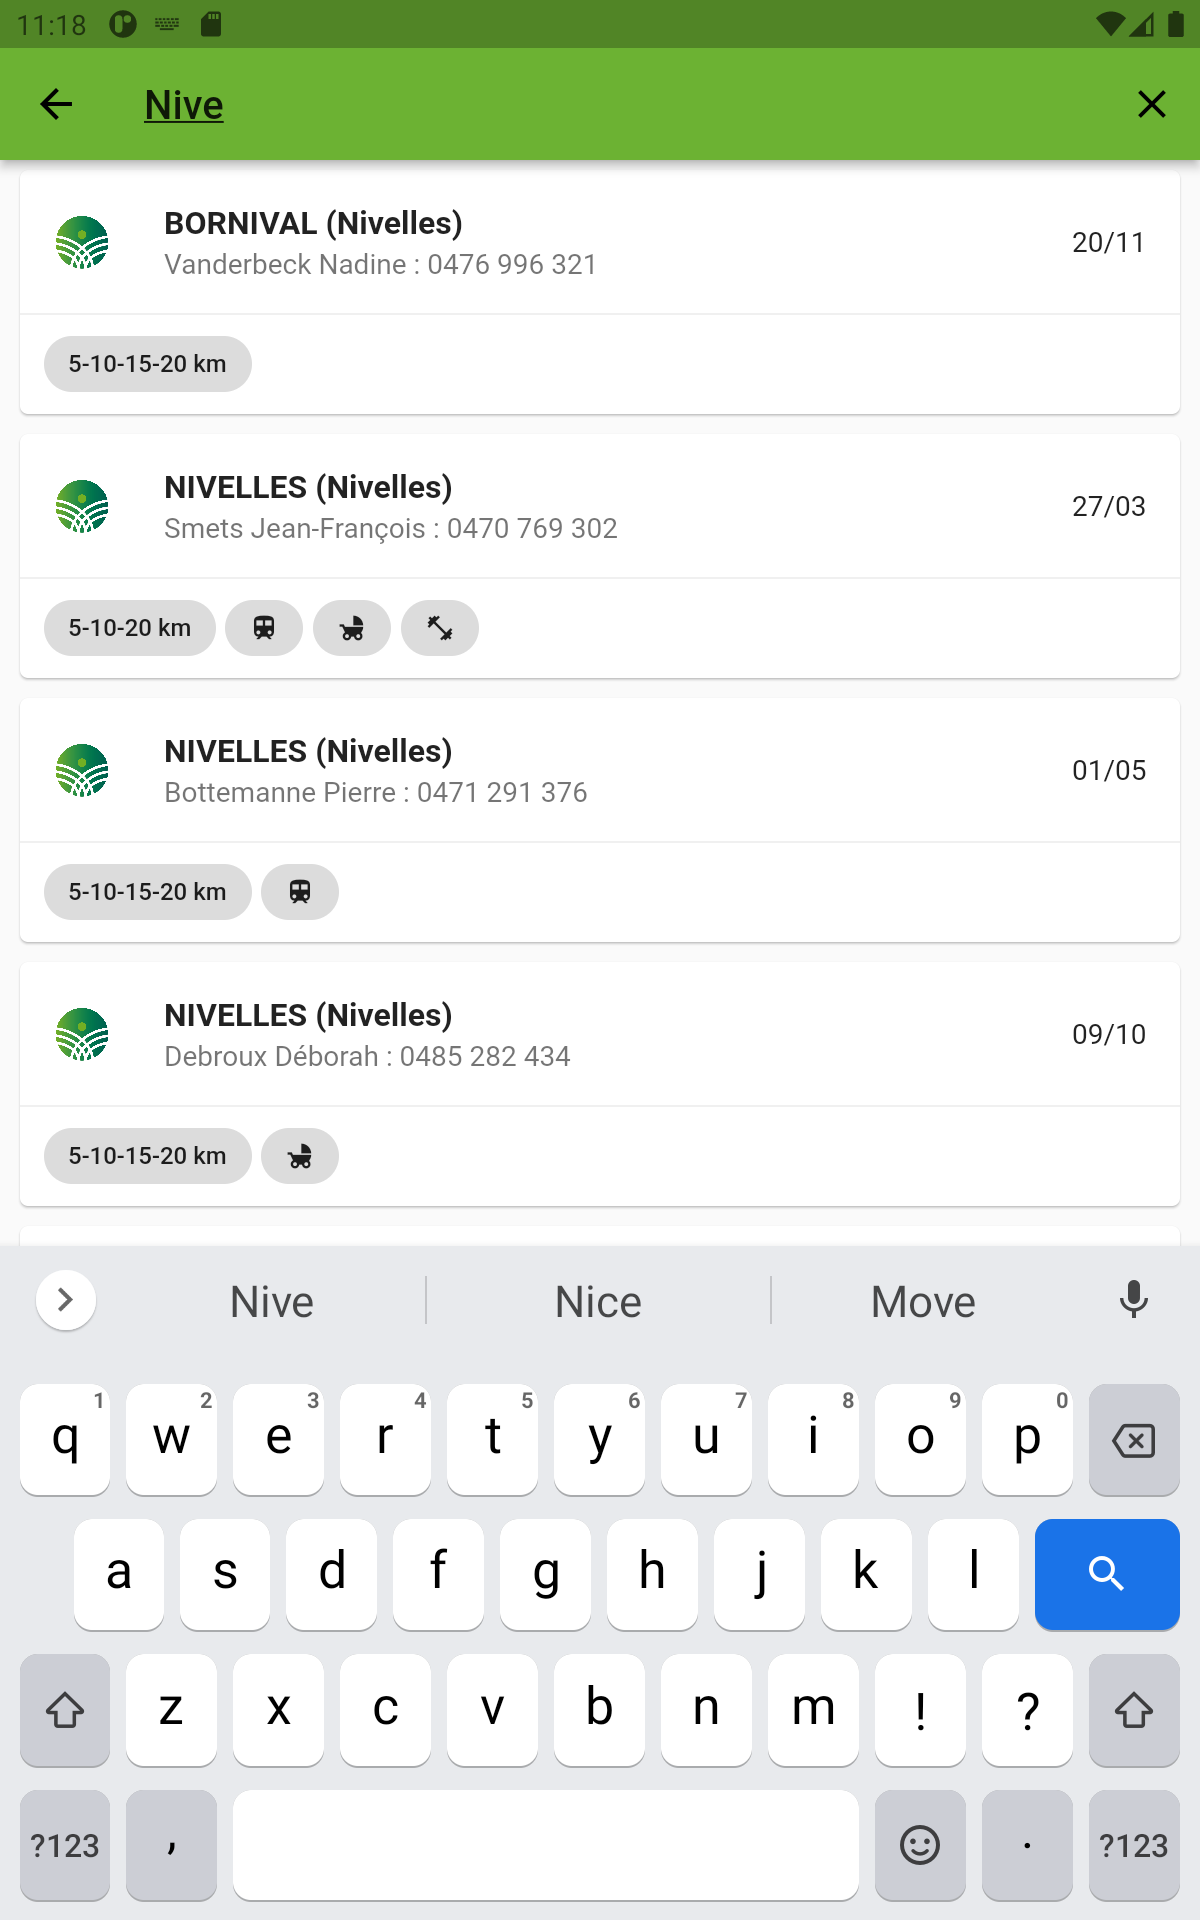 11:18
Nive
BORNIVAL (Nivelles)
Vanderbeck Nadine : 0476 996 321
20/11
5-10-15-20 km
NIVELLES (Nivelles)
Smets Jean-François : 0470 769 302
27/03
5-10-20 km
NIVELLES (Nivelles)
Bottemanne Pierre : 0471 291 376
01/05
5-10-15-20 km
NIVELLES (Nivelles)
Debroux Déborah : 0485 282 434
09/10
5-10-15-20 km
Nive Nice Move
q 1 w 2 e 3 r 4 t 5 y 6 u 7 i 8 o 9 p 0
a s d f g h j k l
z x c v b n m ! ?
?123 , . ?123